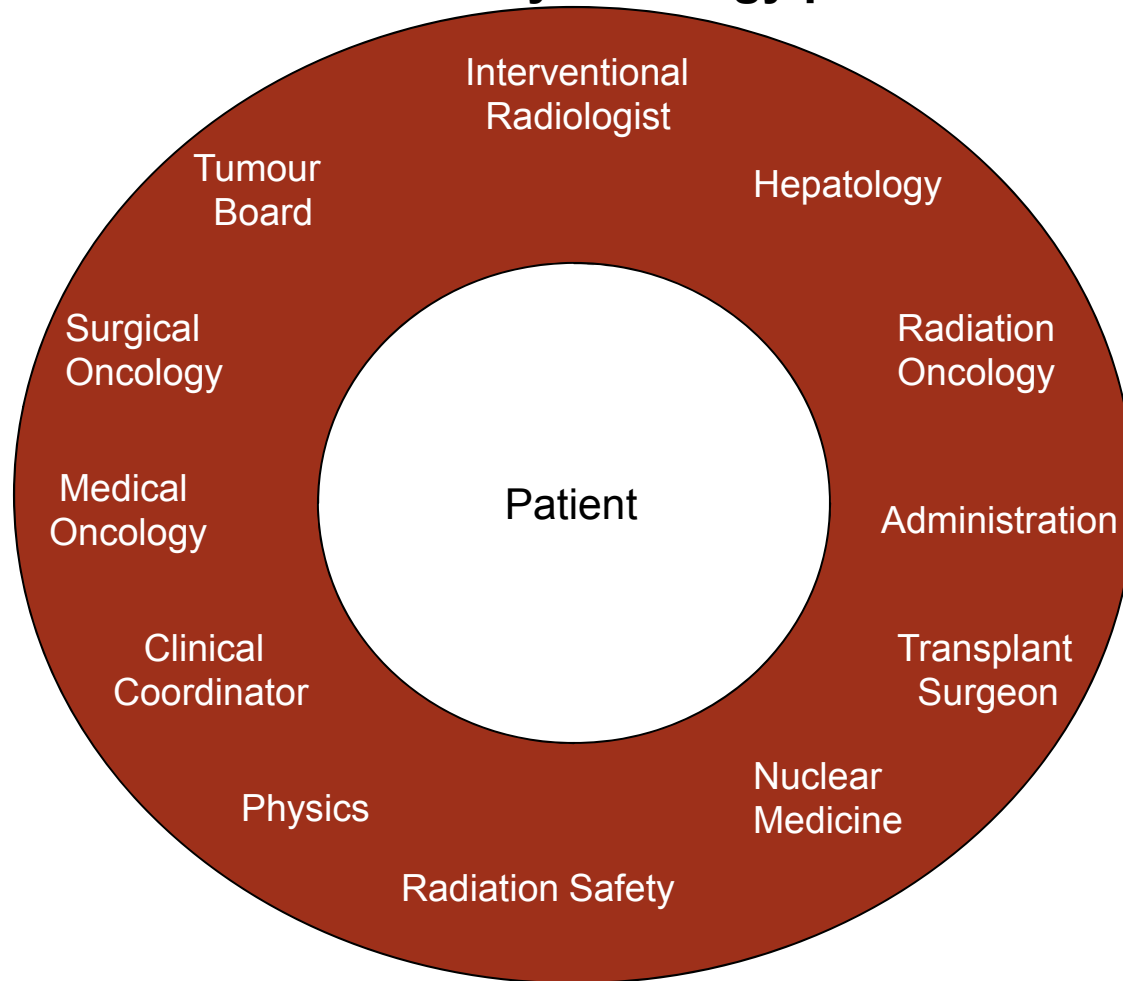 Interventional
Radiologist
Tumour
Board
Hepatology
Surgical
Oncology
Radiation
Oncology
Medical
Oncology
Patient
Administration
Clinical
Coordinator
Transplant
Surgeon
Physics
Nuclear
Medicine
Radiation Safety